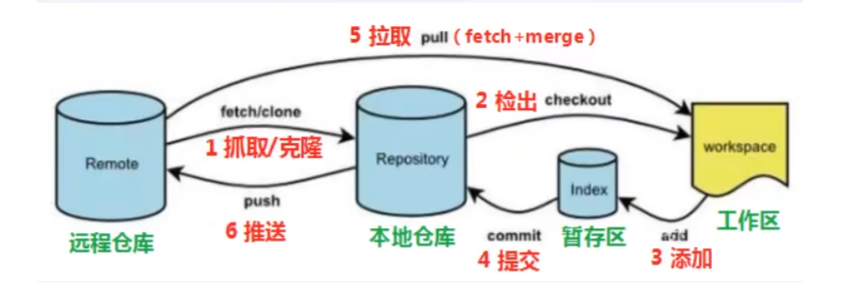 5 拉取 pull（fetch+merge）
fetch/clone
1 抓取/克隆
2 检出 checkout
Remote
Repository
workspace
Index
push
6 推送
commit
4 提交
add
3 添加
远程仓库
本地仓库
暂存区
工作区